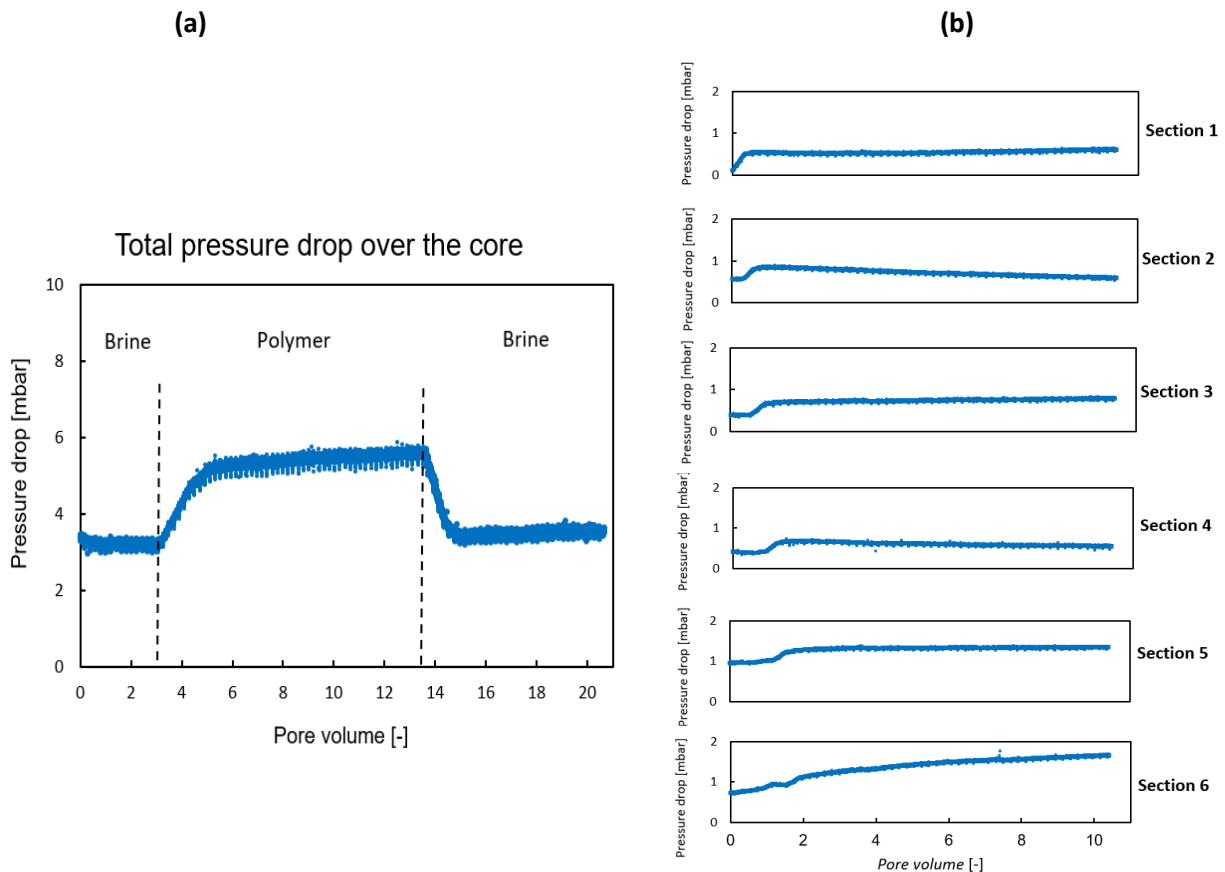 (a)
Total pressure drop over the core
Pressure drop [mbar]
10
8
6
4
2
0
Brine
Polymer
Brine
0 2 4 6 8 10 12 14 16 18 20
Pore volume [-]
(b)
Pressure drop [mbar]
2
1
0
Section 1
Pressure drop [mbar]
2
1
0
Section 2
Pressure drop [mbar]
2
1
0
Section 3
Pressure drop [mbar]
2
1
0
Section 4
Pressure drop [mbar]
2
1
0
Section 5
Pressure drop [mbar]
2
1
0
Section 6
0 2 4 6 8 10
Pore volume [-]